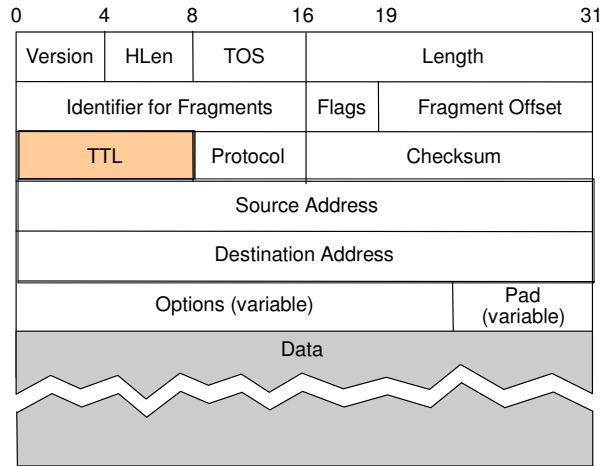 0 4 8 16 19 31
Version HLen TOS Length
Identifier for Fragments Flags Fragment Offset
TTL Protocol Checksum
Source Address
Destination Address
Options (variable) Pad
(variable)
Data